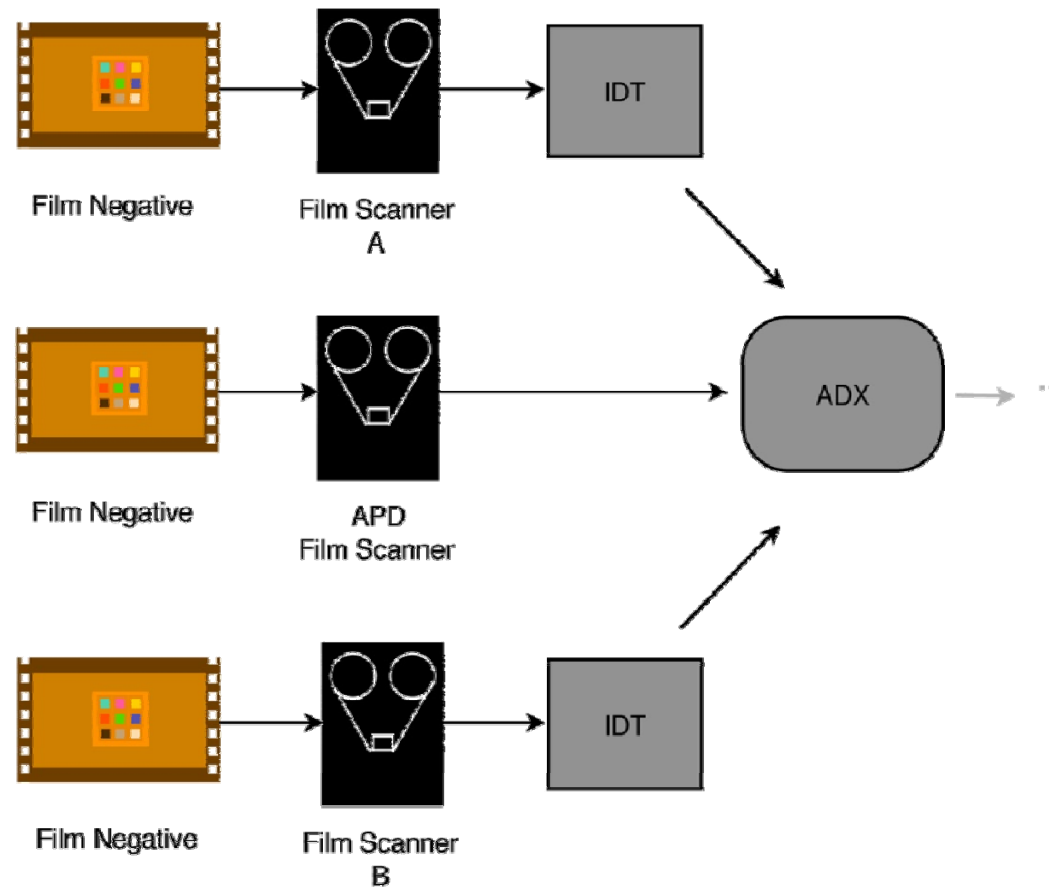 Film Negative
Film Scanner
A
IDT
Film Negative
APD
Film Scanner
ADX
Film Negative
Film Scanner
B
IDT